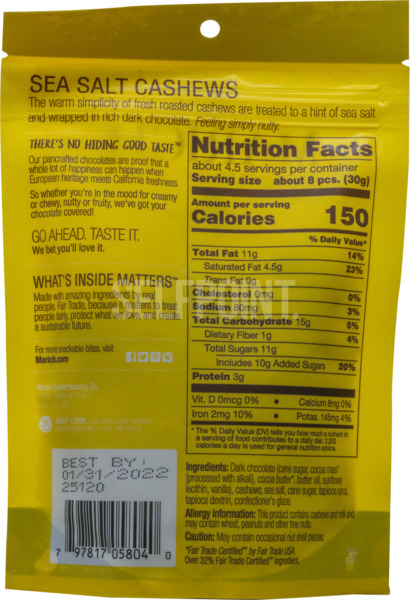 SEA SALT CASHEWS
The warm simplicity of fresh roasted cashews are treated to a hint of sea salt
and wrapped in rich dark chocolate. Feeling simply nutty.
THERE'S NO HIDING GOOD TASTE™
Our pancrafted chocolates are proof that a
whole lot of happiness can happen when
European heritage meets California freshness.
So whether you're in the mood for creamy
or chewy, nutty or fruity, we've got your
chocolate covered!
GO AHEAD. TASTE IT.
We bet you'll love it.
WHAT'S INSIDE MATTERS™
Made with amazing ingredients by real
people. Fair Trade, because it matters to treat
people fairly, protect what we love, and create
a sustainable future.
For more snackable bites, visit
Marich.com
Marich Confectionery Co.
KEEP COOL
BEST BY:
01/31/2022
25120
7 97817 05804 0
Nutrition Facts
about 4.5 servings per container
Serving size about 8 pcs. (30g)
Amount per serving
Calories 150
% Daily Value*
Total Fat 11g 14%
Saturated Fat 4.5g 23%
Trans Fat 0g
Cholesterol 0mg 0%
Sodium 80mg 3%
Total Carbohydrate 15g 5%
Dietary Fiber 1g 4%
Total Sugars 11g
Includes 10g Added Sugars 20%
Protein 3g
Vit. D 0mcg 0% • Calcium 8mg 0%
Iron 2mg 10% • Potas. 145mg 4%
* The % Daily Value (DV) tells you how much a nutrient in
a serving of food contributes to a daily diet. 2,000
calories a day is used for general nutrition advice.
Ingredients: Dark chocolate (cane sugar, cocoa mass*
[processed with alkali], cocoa butter*, butter oil, sunflower
lecithin, vanilla), cashews, sea salt, cane sugar, tapioca syrup,
tapioca dextrin, confectioner's glaze.
Allergy Information: This product contains cashews and milk and
may contain wheat, peanuts and other tree nuts.
Caution: May contain occasional nut shell pieces.
*Fair Trade Certified™ by Fair Trade USA.
Over 32% Fair Trade Certified™ Ingredient.